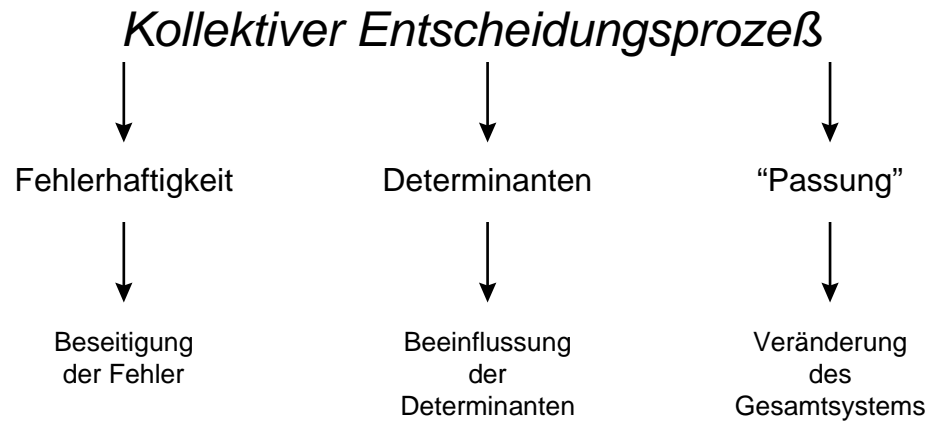 Kollektiver Entscheidungsprozeß
Fehlerhaftigkeit
Determinanten
“Passung”
Beseitigung
der Fehler
Beeinflussung
der
Determinanten
Veränderung
des
Gesamtsystems